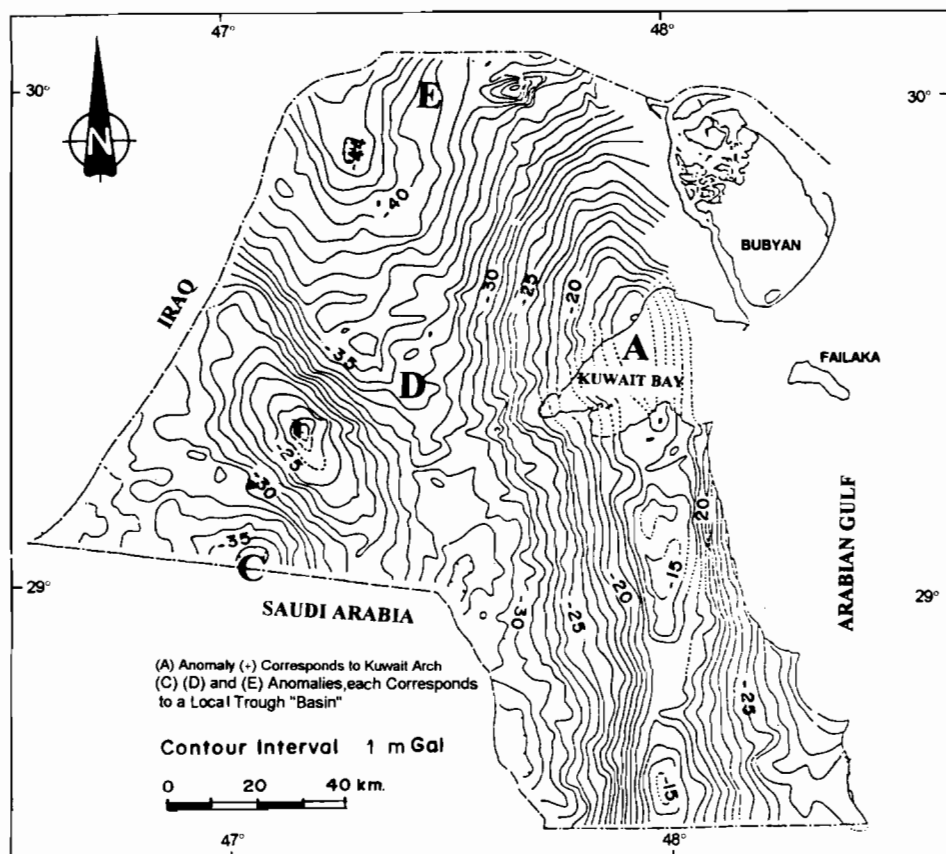 47° 48°
30° 30°
N
E
-40
BUBYAN
-30
-25
-20
IRAQ
A
KUWAIT BAY
FAILAKA
-35
D
-25
-30
-35
C
20
-15
ARABIAN GULF
29° 29°
SAUDI ARABIA
-30
-25
-20
-25
(A) Anomaly (+) Corresponds to Kuwait Arch
(C) (D) and (E) Anomalies,each Corresponds
to a Local Trough "Basin"
Contour Interval 1 m Gal
0 20 40 km.
-15
47° 48°